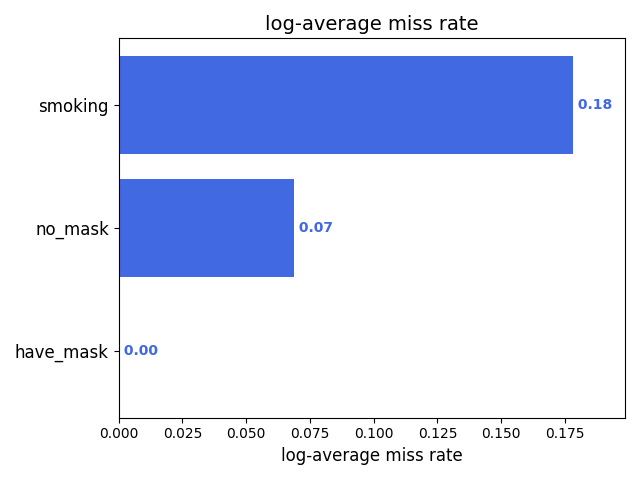 log-average miss rate
smoking
0.18
no_mask
0.07
have_mask
0.00
0.000 0.025 0.050 0.075 0.100 0.125 0.150 0.175
log-average miss rate